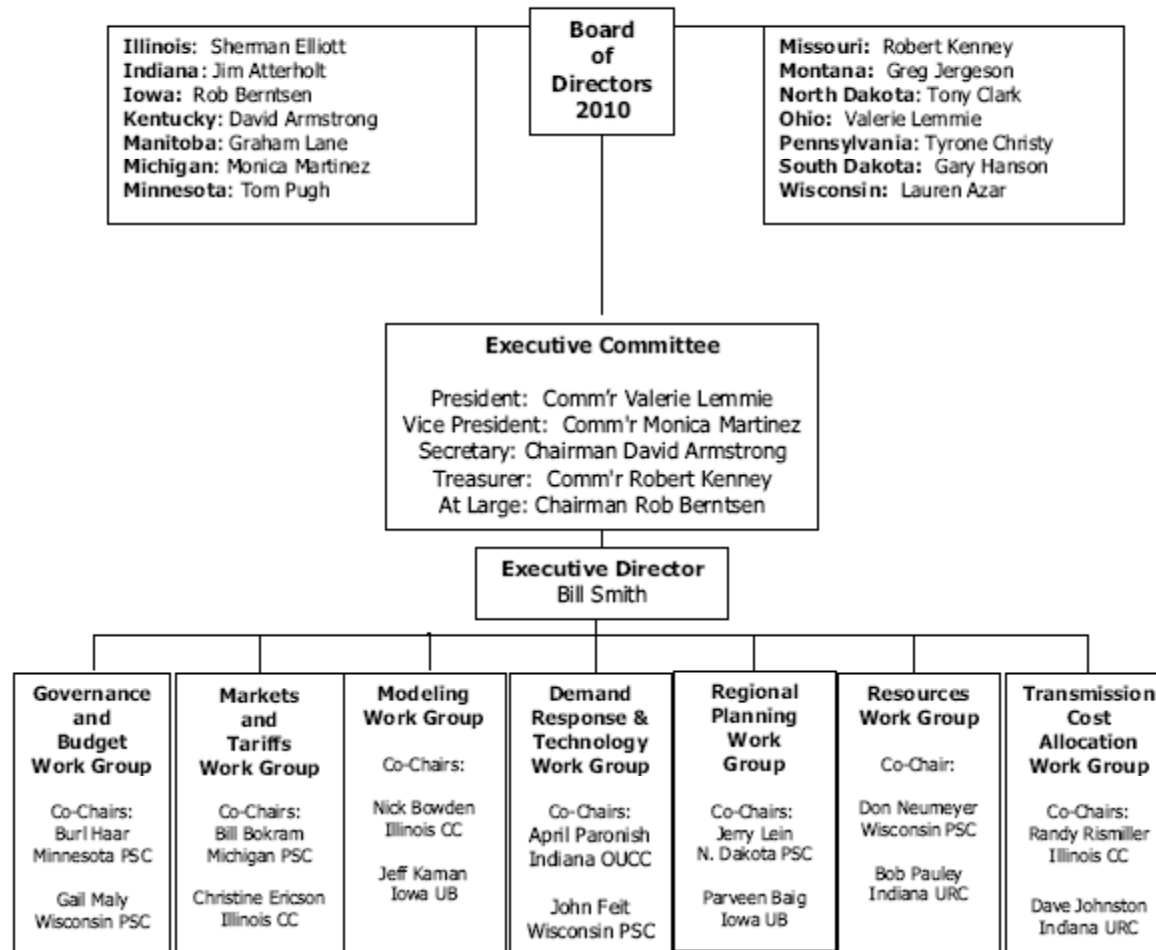 Board
of
Directors
2010
Illinois: Sherman Elliott
Indiana: Jim Atterholt
Iowa: Rob Berntsen
Kentucky: David Armstrong
Manitoba: Graham Lane
Michigan: Monica Martinez
Minnesota: Tom Pugh
Missouri: Robert Kenney
Montana: Greg Jergeson
North Dakota: Tony Clark
Ohio: Valerie Lemmie
Pennsylvania: Tyrone Christy
South Dakota: Gary Hanson
Wisconsin: Lauren Azar
Executive Committee
President: Comm’r Valerie Lemmie
Vice President: Comm'r Monica Martinez
Secretary: Chairman David Armstrong
Treasurer: Comm'r Robert Kenney
At Large: Chairman Rob Berntsen
Executive Director
Bill Smith
Governance
and
Budget
Work Group
Co-Chairs:
Burl Haar
Minnesota PSC
Gail Maly
Wisconsin PSC
Markets
and
Tariffs
Work Group
Co-Chairs:
Bill Bokram
Michigan PSC
Christine Ericson
Illinois CC
Modeling
Work Group
Co-Chairs:
Nick Bowden
Illinois CC
Jeff Kaman
Iowa UB
Demand
Response &
Technology
Work Group
Co-Chairs:
April Paronish
Indiana OUCC
John Feit
Wisconsin PSC
Regional
Planning
Work
Group
Co-Chairs:
Jerry Lein
N. Dakota PSC
Parveen Baig
Iowa UB
Resources
Work Group
Co-Chair:
Don Neumeyer
Wisconsin PSC
Bob Pauley
Indiana URC
Transmission
Cost
Allocation
Work Group
Co-Chairs:
Randy Rismiller
Illinois CC
Dave Johnston
Indiana URC